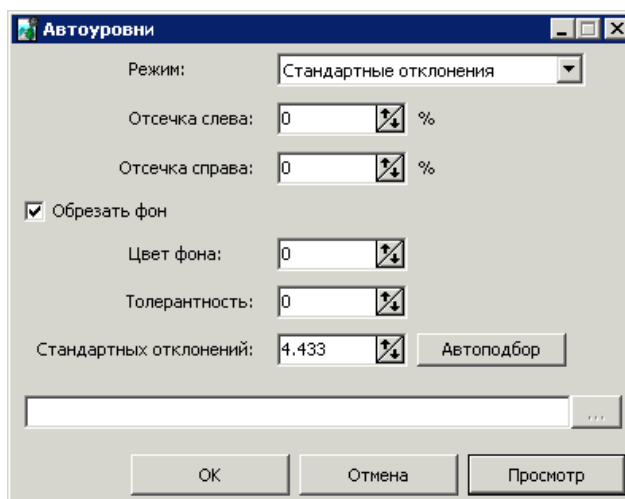 Автоуровни
Режим: Стандартные отклонения
Отсечка слева: 0 %
Отсечка справа: 0 %
Обрезать фон
Цвет фона: 0
Толерантность: 0
Стандартных отклонений: 4.433 Автоподбор
...
OK Отмена Просмотр